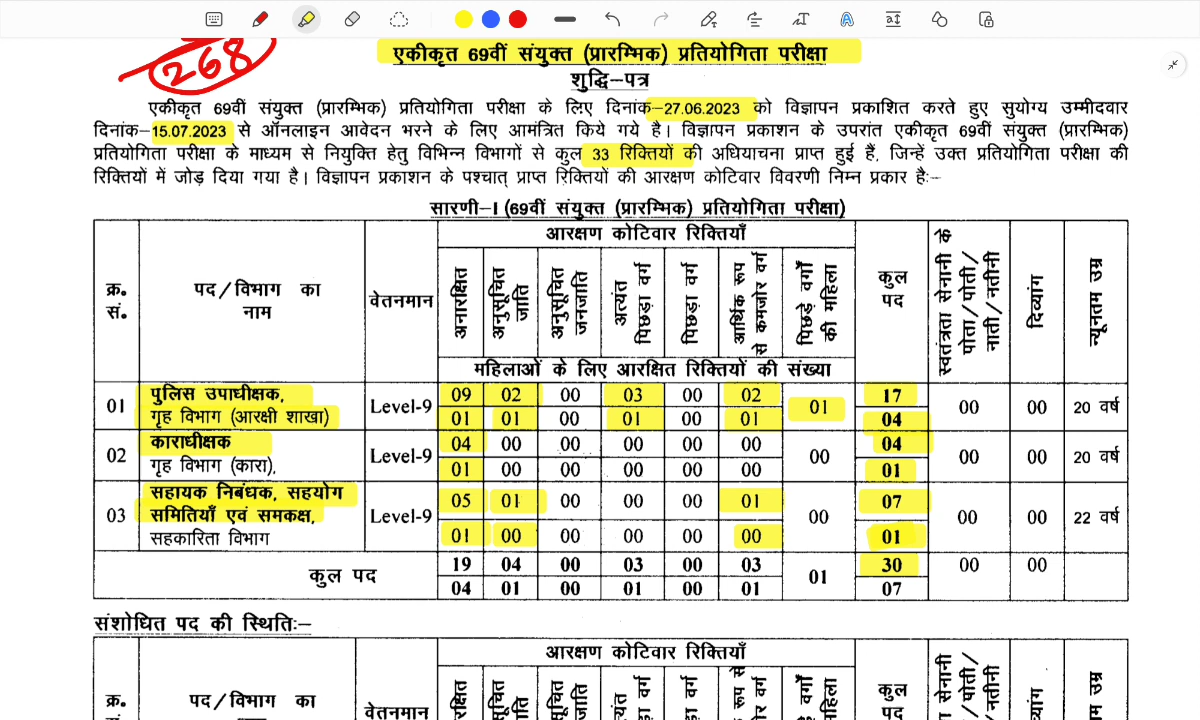 268
एकीकृत 69वीं संयुक्त (प्रारम्भिक) प्रतियोगिता परीक्षा
शुद्धि–पत्र
एकीकृत 69वीं संयुक्त (प्रारम्भिक) प्रतियोगिता परीक्षा के लिए दिनांक–27.06.2023 को विज्ञापन प्रकाशित करते हुए सुयोग्य उम्मीदवार
दिनांक–15.07.2023 से ऑनलाइन आवेदन भरने के लिए आमंत्रित किये गये है। विज्ञापन प्रकाशन के उपरांत एकीकृत 69वीं संयुक्त (प्रारम्भिक)
प्रतियोगिता परीक्षा के माध्यम से नियुक्ति हेतु विभिन्न विभागों से कुल 33 रिक्तियों की अधियाचना प्राप्त हुई हैं, जिन्हें उक्त प्रतियोगिता परीक्षा की
रिक्तियों में जोड़ दिया गया है। विज्ञापन प्रकाशन के पश्चात् प्राप्त रिक्तियों की आरक्षण कोटिवार विवरणी निम्न प्रकार है:–
सारणी–I (69वीं संयुक्त (प्रारम्भिक) प्रतियोगिता परीक्षा)
क्र. सं.
पद/विभाग का नाम
वेतनमान
आरक्षण कोटिवार रिक्तियाँ
अनारक्षित
अनुसूचित जाति
अनुसूचित जनजाति
अत्यंत पिछड़ा वर्ग
पिछड़ा वर्ग
आर्थिक रूप से कमजोर वर्ग
पिछड़े वर्गों की महिला
कुल पद
स्वतंत्रता सेनानी के पोता/पोती/नाती/नतीनी
दिव्यांग
न्यूनतम उम्र
महिलाओं के लिए आरक्षित रिक्तियों की संख्या
01 पुलिस उपाधीक्षक, Level-9 09 02 00 03 00 02 01 17 00 00 20 वर्ष
गृह विभाग (आरक्षी शाखा) 01 01 00 01 00 01 04
02 काराधीक्षक Level-9 04 00 00 00 00 00 00 04 00 00 20 वर्ष
गृह विभाग (कारा), 01 00 00 00 00 00 01
03 सहायक निबंधक, सहयोग समितियाँ एवं समकक्ष, Level-9 05 01 00 00 00 01 00 07 00 00 22 वर्ष
सहकारिता विभाग 01 00 00 00 00 00 01
कुल पद 19 04 00 03 00 03 01 30 00 00
04 01 00 01 00 01 07
संशोधित पद की स्थिति:–
आरक्षण कोटिवार रिक्तियाँ
क्र.
पद/विभाग का
वेतनमान
कुल
पद